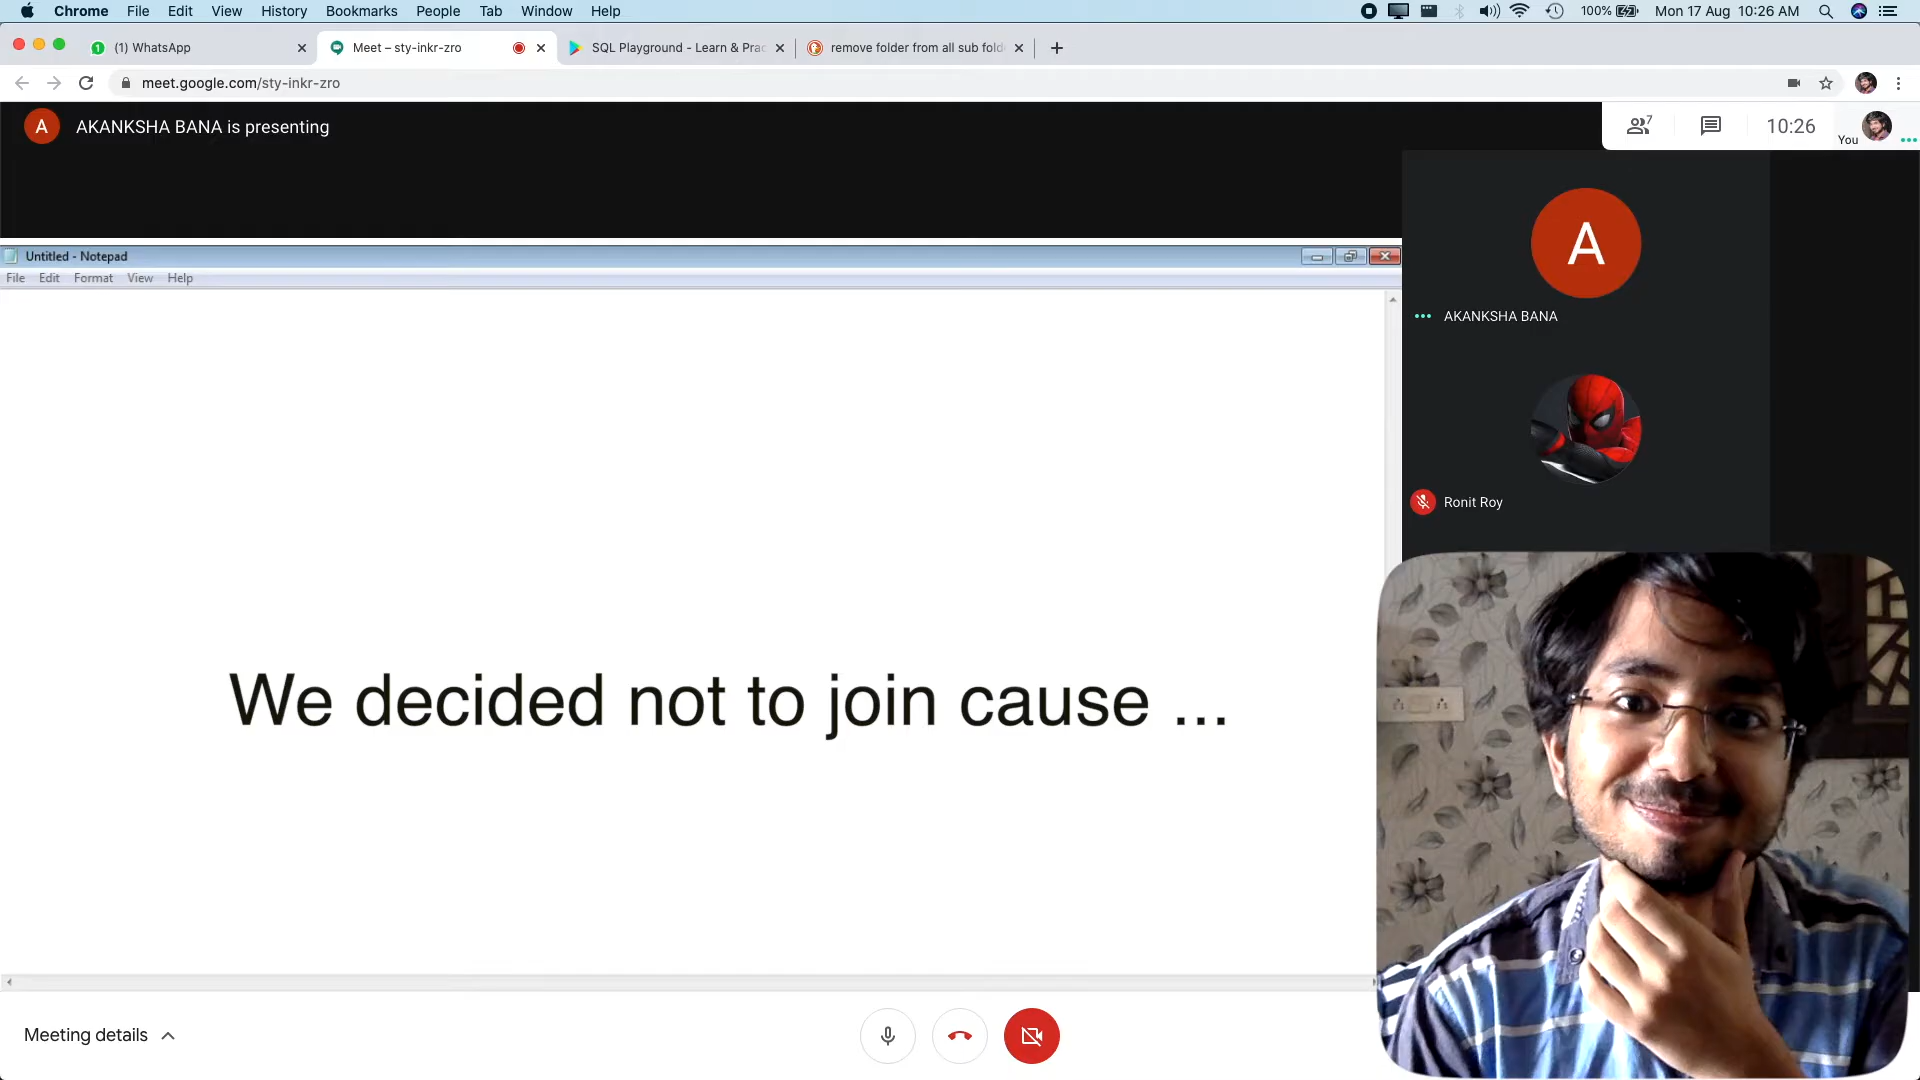 Chrome File Edit View History Bookmarks People Tab Window Help 100% Mon 17 Aug 10:26 AM
1 (1) WhatsApp Meet – sty-inkr-zro SQL Playground - Learn & Prac remove folder from all sub fold
meet.google.com/sty-inkr-zro
A AKANKSHA BANA is presenting
7 10:26 You
Untitled - Notepad
File Edit Format View Help
A
AKANKSHA BANA
Ronit Roy
We decided not to join cause ...
Meeting details